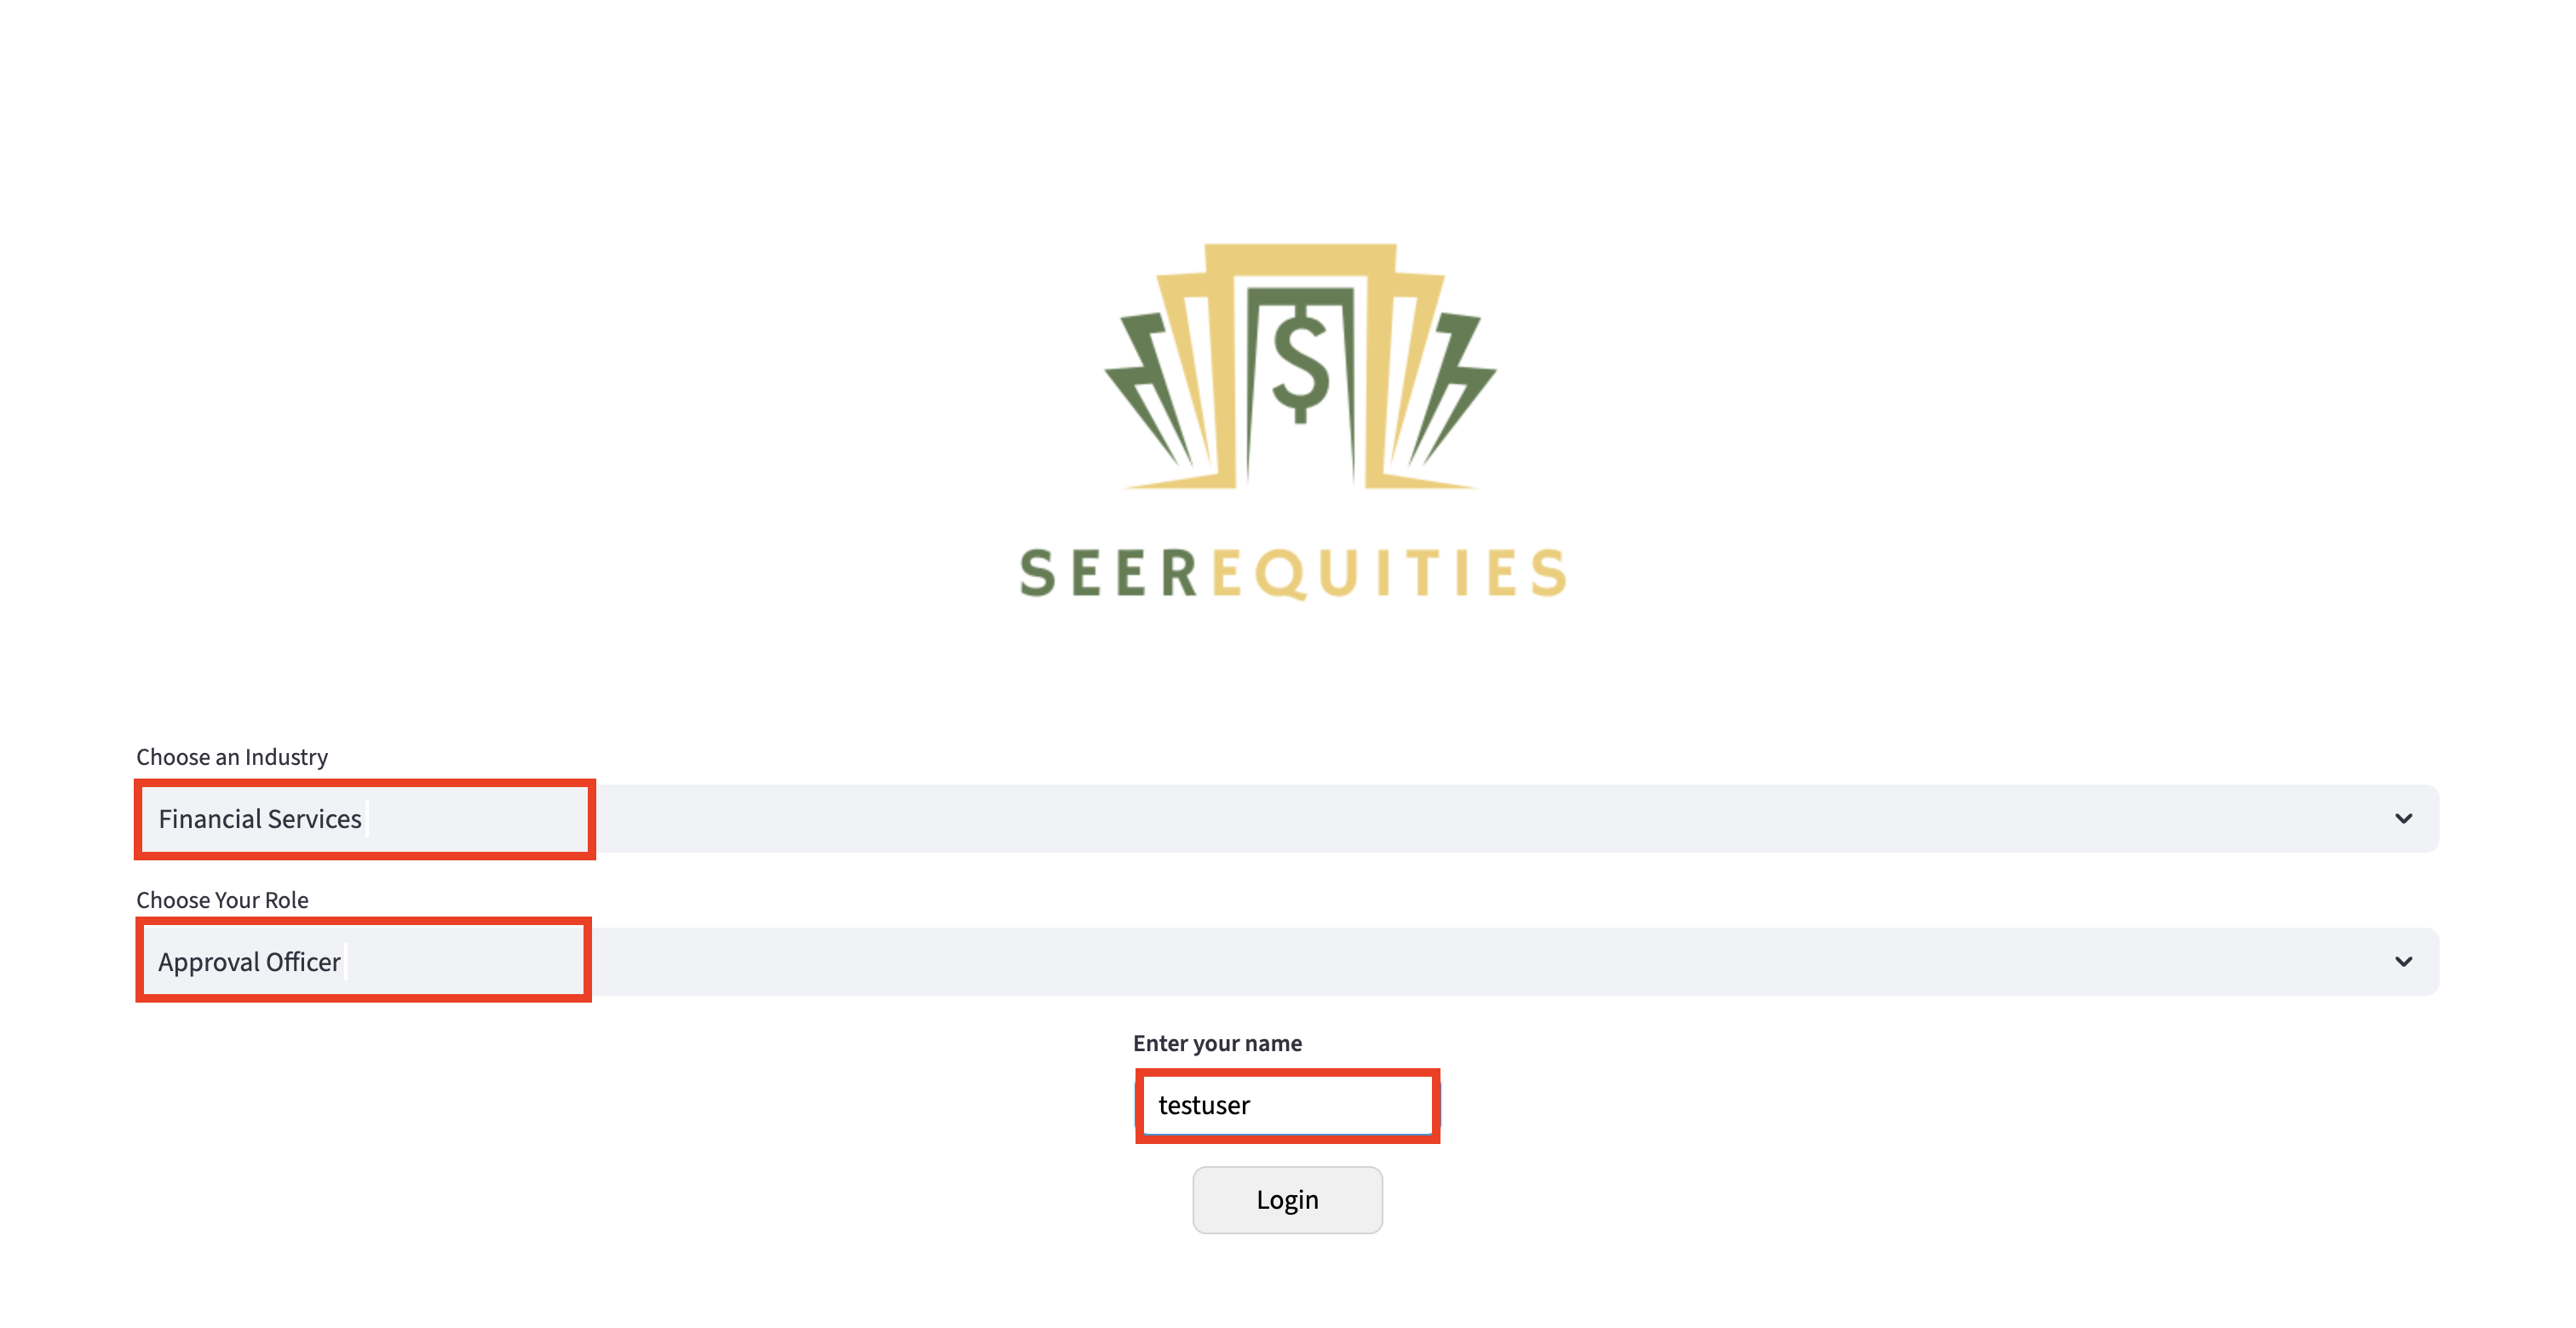 SEEREQUITIES
Choose an Industry
Financial Services
Choose Your Role
Approval Officer
Enter your name
testuser
Login